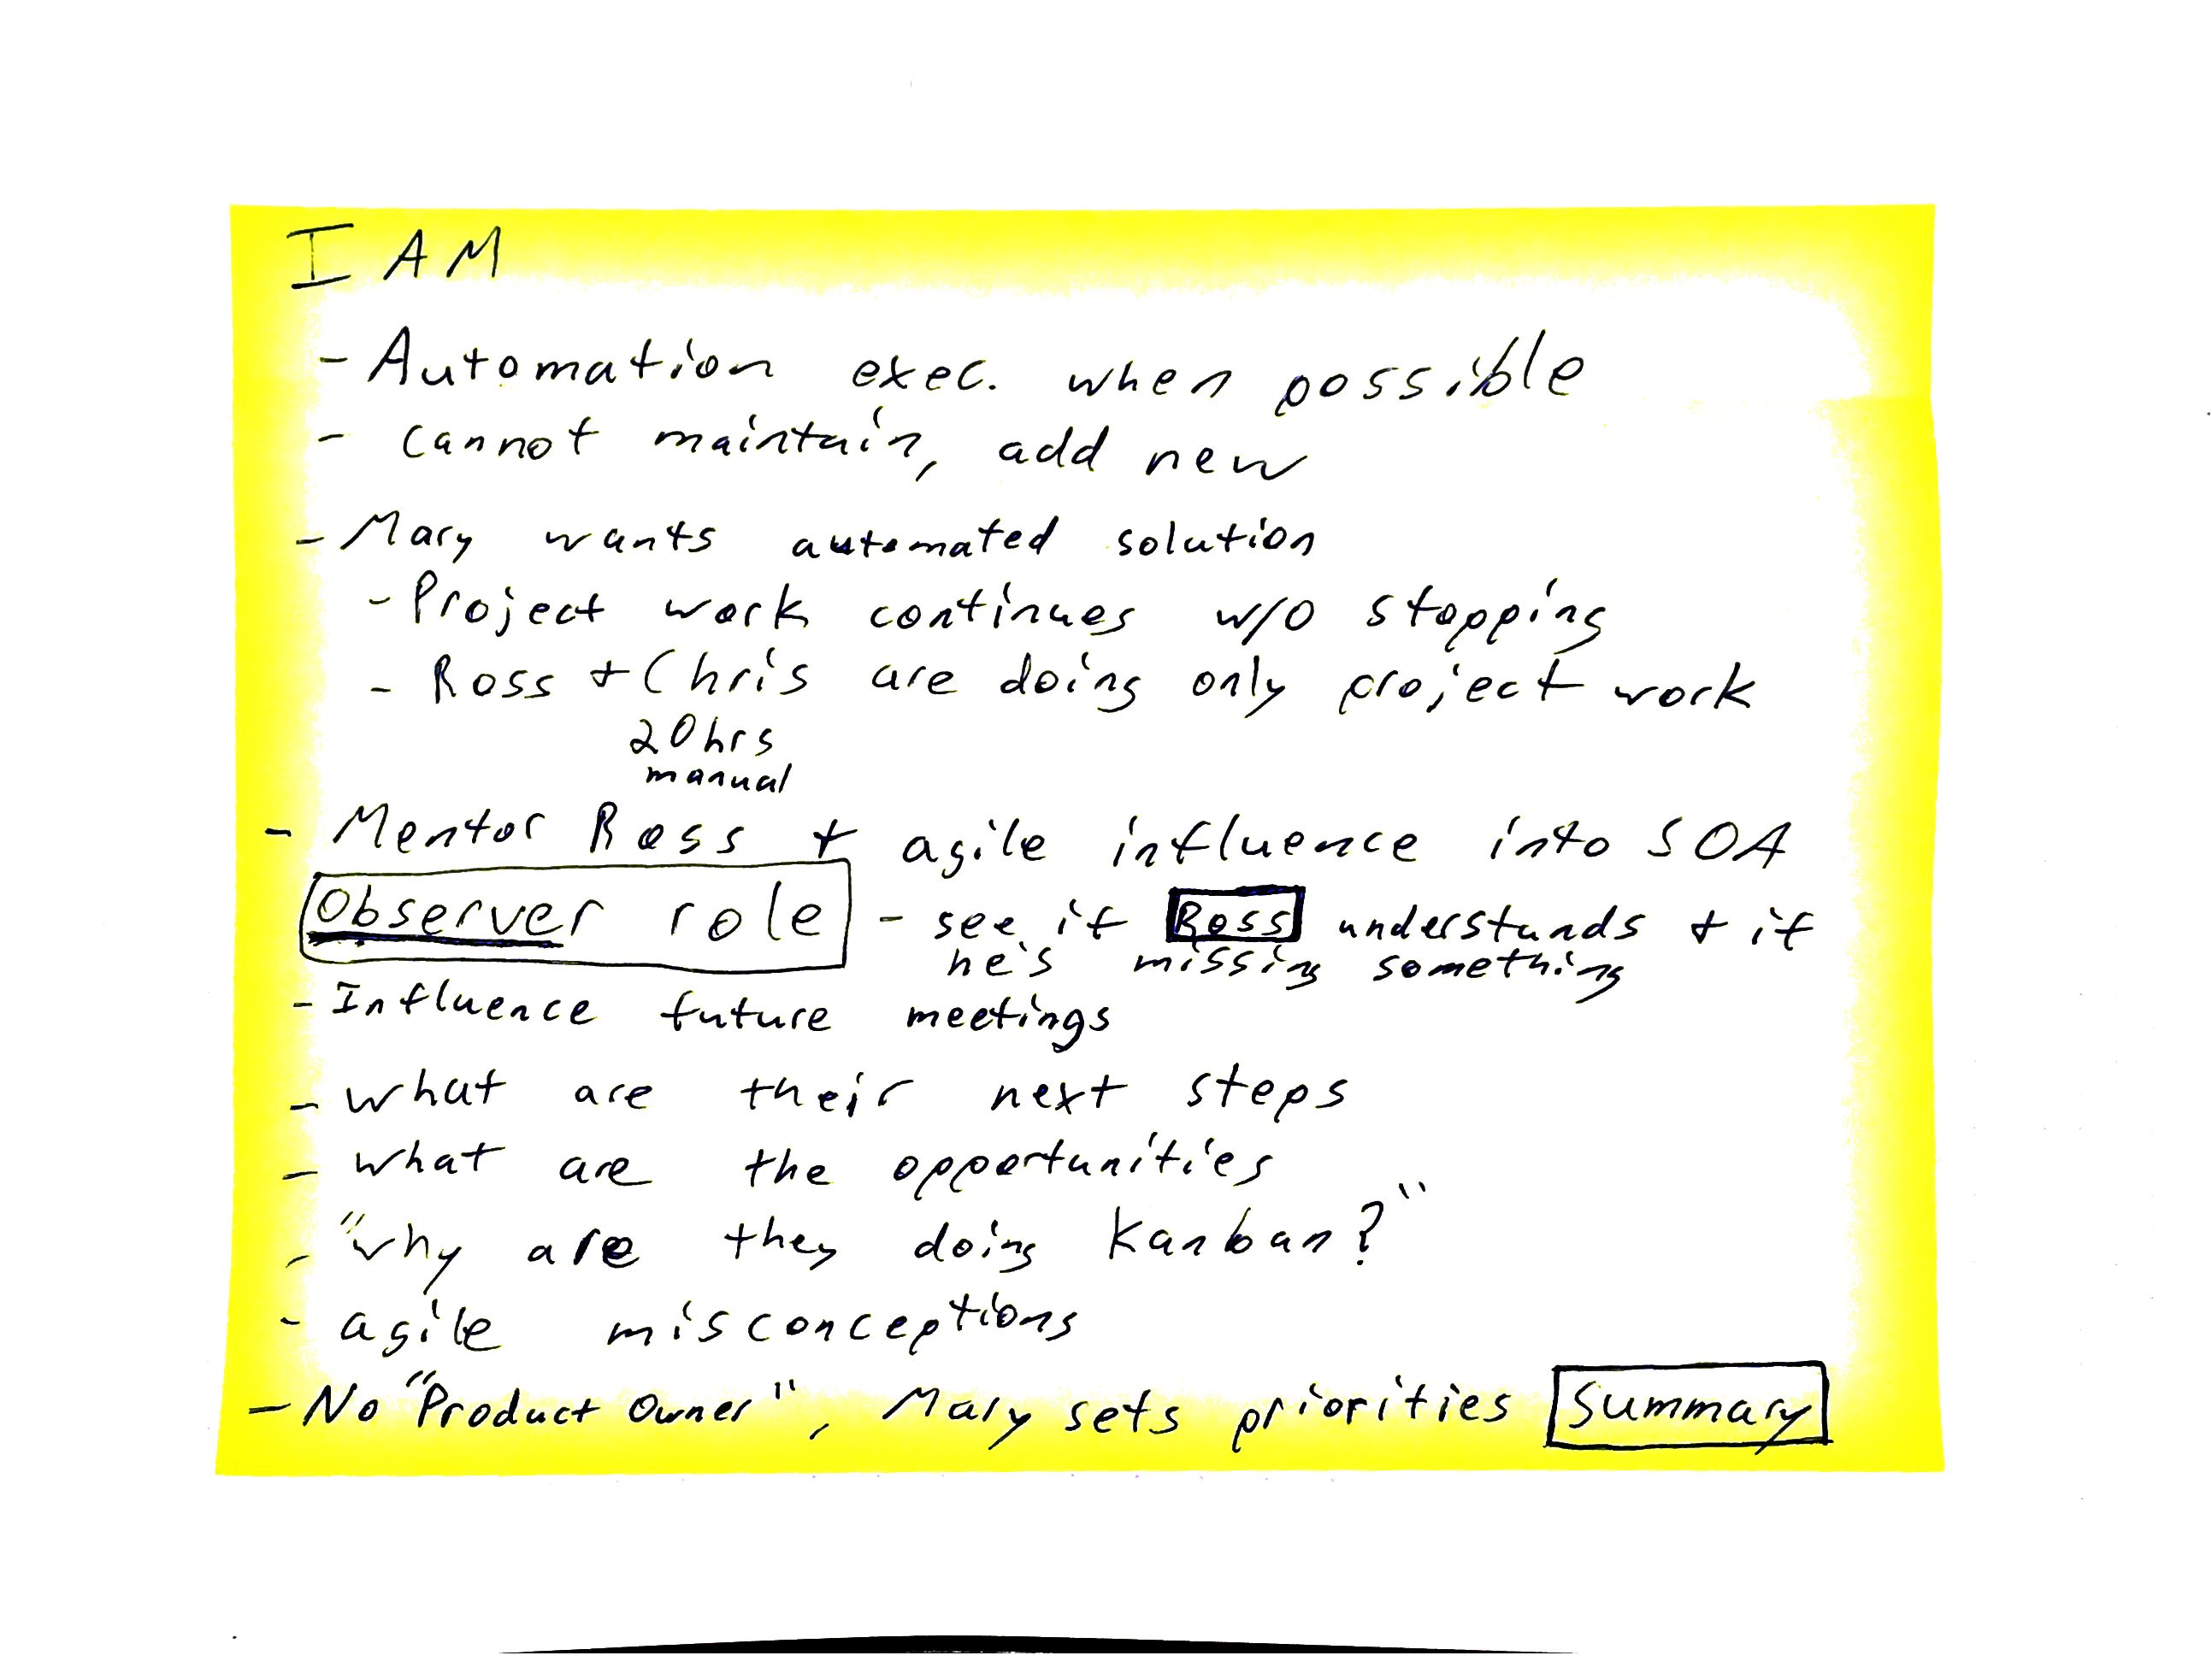 I AM
- Automation exec. when possible
- cannot maintain, add new
- Mary wants automated solution
- Project work continues w/o stopping
- Ross + Chris are doing only project work
20hrs
manual
- Mentor Ross + agile influence into SOA
Observer role - see if Ross understands + if
he's missing something
- Influence future meetings
- what are their next steps
- what are the opportunities
- "why are they doing Kanban?"
- agile misconceptions
- No "Product Owner", Mary sets priorities Summary